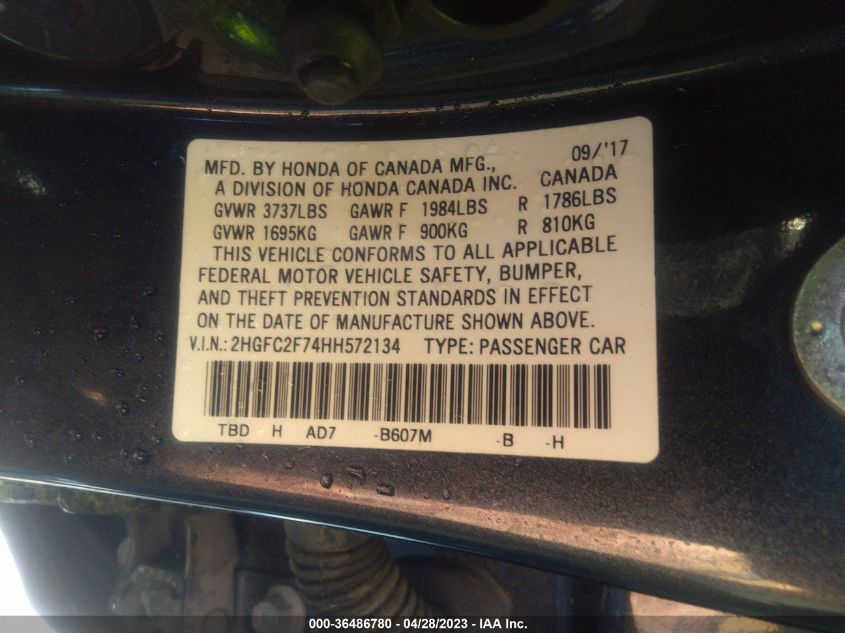 MFD. BY HONDA OF CANADA MFG., 09/'17
A DIVISION OF HONDA CANADA INC. CANADA
GVWR 3737LBS GAWR F 1984LBS R 1786LBS
GVWR 1695KG GAWR F 900KG R 810KG
THIS VEHICLE CONFORMS TO ALL APPLICABLE
FEDERAL MOTOR VEHICLE SAFETY, BUMPER,
AND THEFT PREVENTION STANDARDS IN EFFECT
ON THE DATE OF MANUFACTURE SHOWN ABOVE.
V.I.N.: 2HGFC2F74HH572134 TYPE: PASSENGER CAR
TBD H AD7 -B607M -B -H
000-36486780 - 04/28/2023 - IAA Inc.